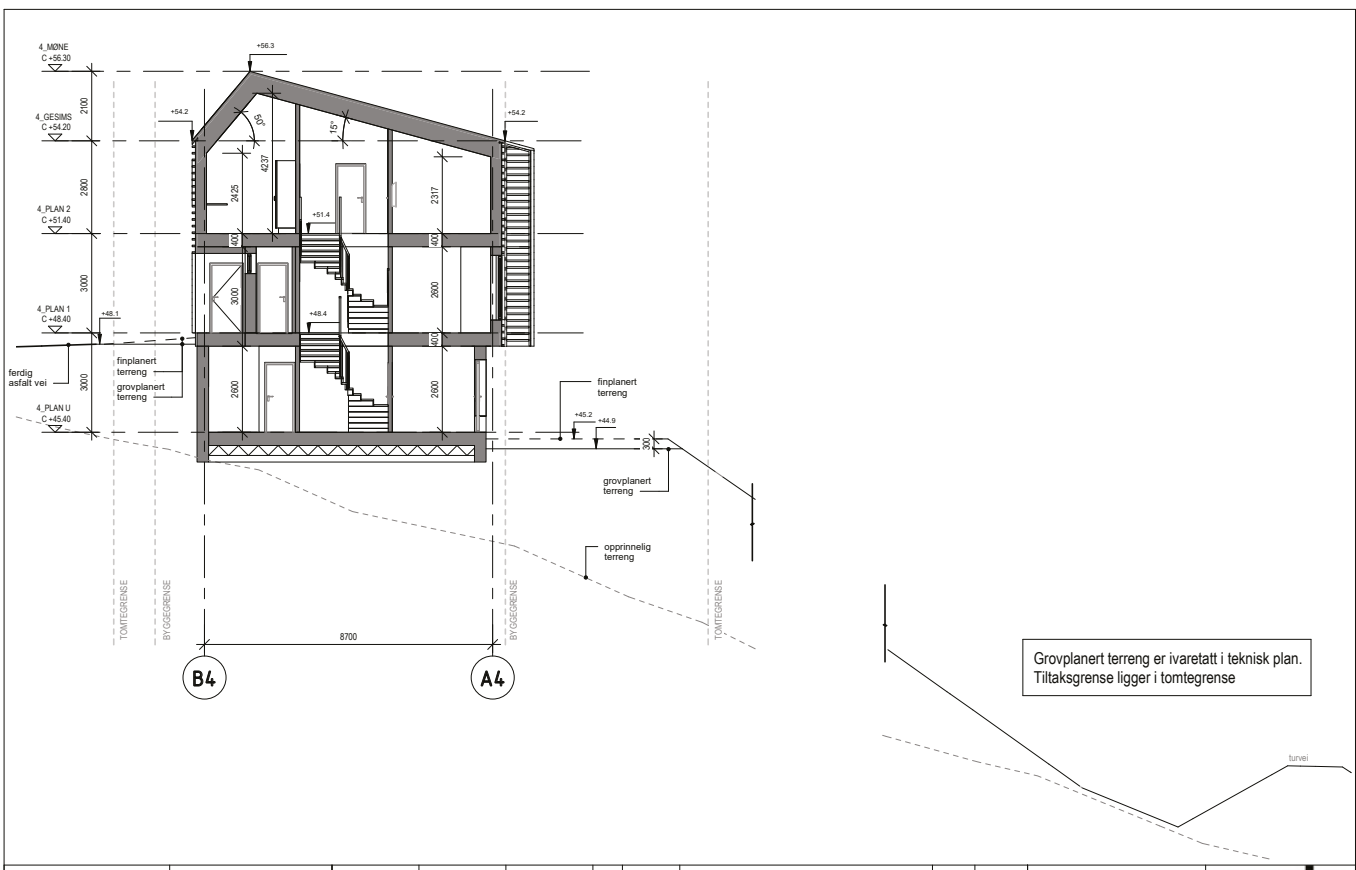 4_MØNE
C +56.30
+56.3
2100
4_GESIMS
C +54.20
+54.2
+54.2
50°
15°
4237
2800
2425
2317
4_PLAN 2
C +51.40
+51.4
400
400
3000
3000
2600
4_PLAN 1
C +48.40
+48.1
+48.4
400
ferdig
asfalt vei
finplanert
terreng
grovplanert
terreng
3000
2600
2600
4_PLAN U
C +45.40
finplanert
terreng
+45.2
+44.9
300
grovplanert
terreng
opprinnelig
terreng
TOMTEGRENSE
BYGGEGRENSE
BYGGEGRENSE
TOMTEGRENSE
8700
B4
A4
Grovplanert terreng er ivaretatt i teknisk plan.
Tiltaksgrense ligger i tomtegrense
turvei